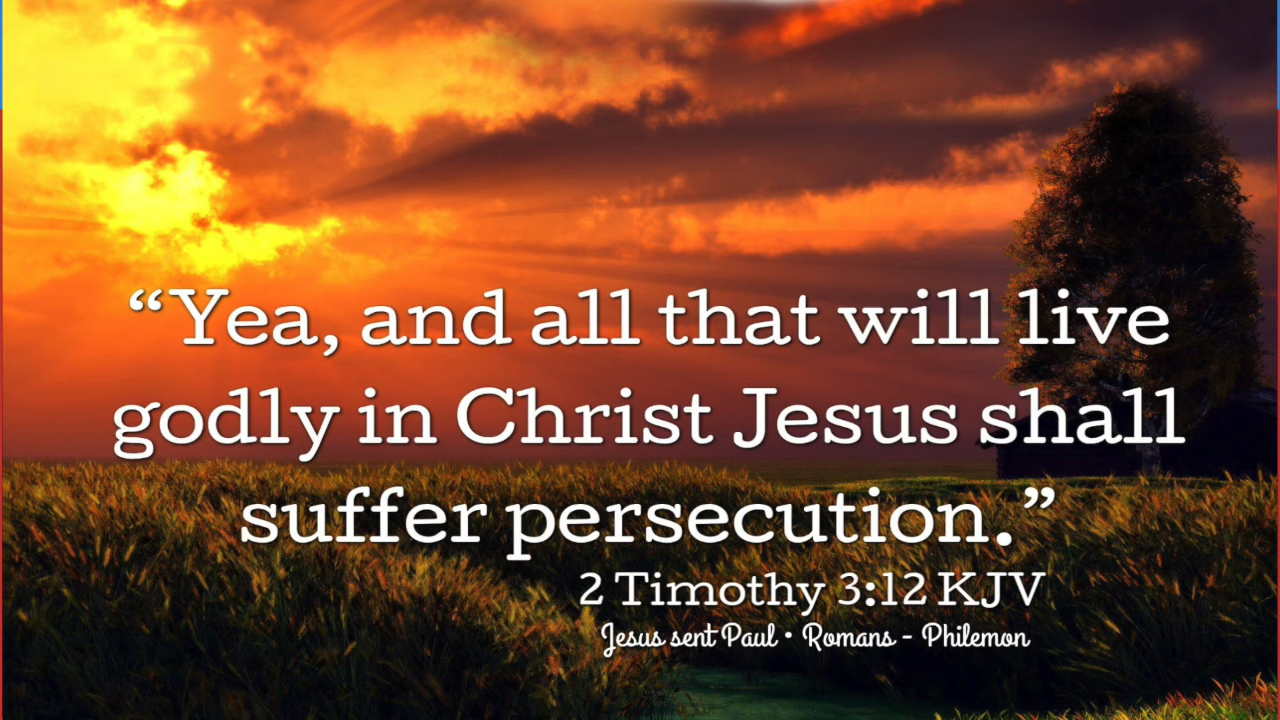 “Yea, and all that will live
godly in Christ Jesus shall
suffer persecution.”
2 Timothy 3:12 KJV
Jesus sent Paul • Romans - Philemon